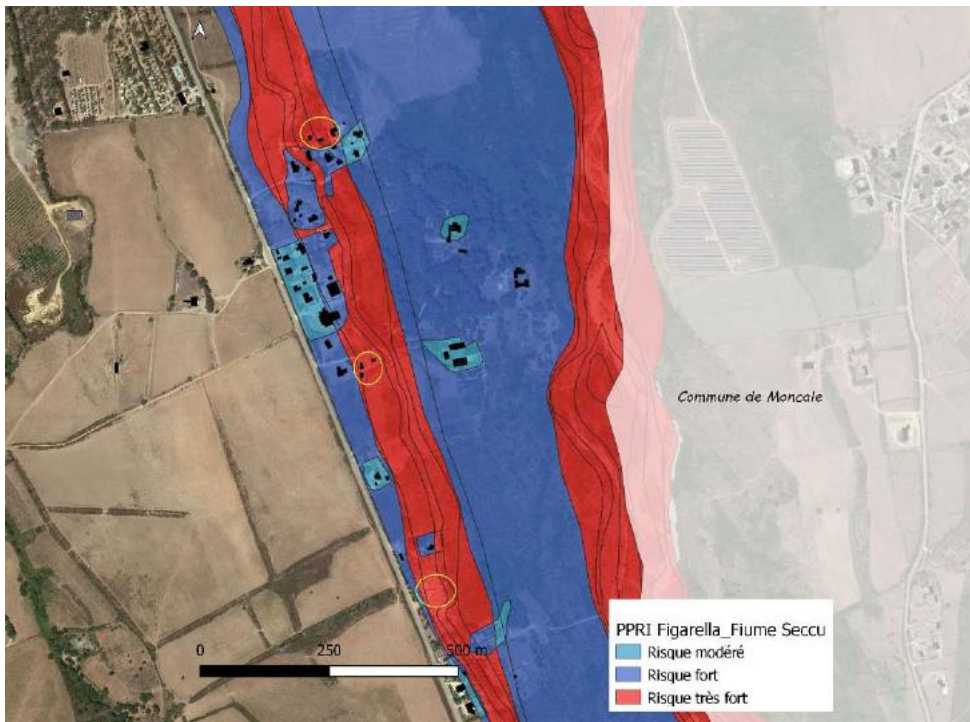 Commune de Moncale
0 250 500 m
PPRI Figarella_Fiume Seccu
Risque modéré
Risque fort
Risque très fort